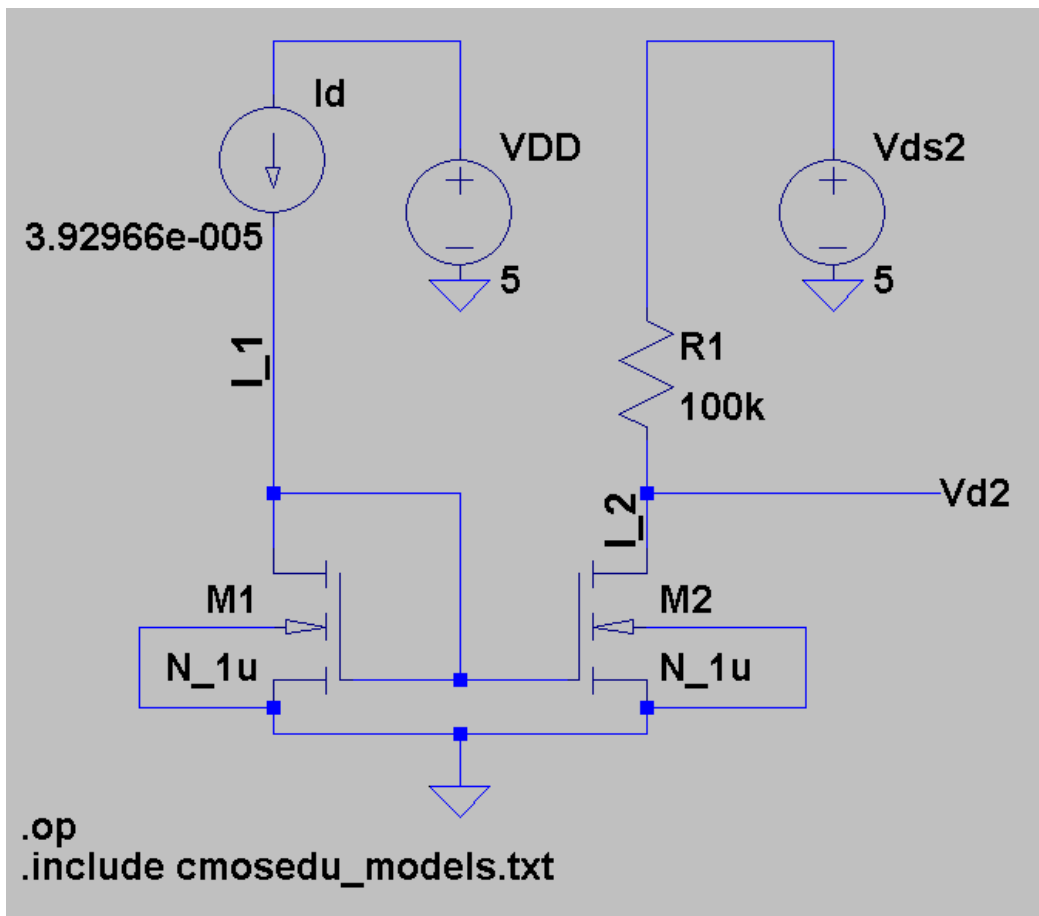 Id
VDD
Vds2
3.92966e-005
5
5
I_1
R1
100k
I_2
Vd2
M1
M2
N_1u
N_1u
.op
.include cmosedu_models.txt